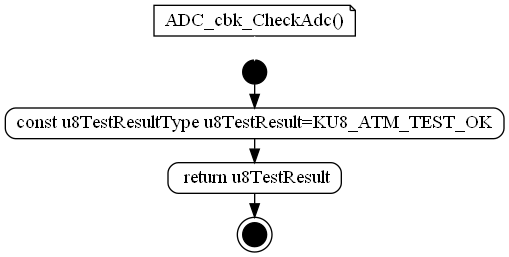 ADC_cbk_CheckAdc()
const u8TestResultType u8TestResult=KU8_ATM_TEST_OK
return u8TestResult